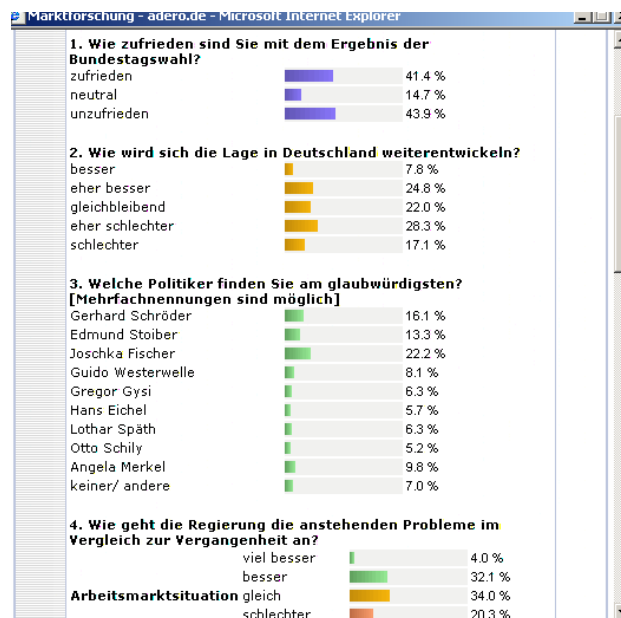 Marktforschung - adero.de - Microsoft Internet Explorer
1. Wie zufrieden sind Sie mit dem Ergebnis der
Bundestagswahl?
zufrieden 41.4 %
neutral 14.7 %
unzufrieden 43.9 %
2. Wie wird sich die Lage in Deutschland weiterentwickeln?
besser 7.8 %
eher besser 24.8 %
gleichbleibend 22.0 %
eher schlechter 28.3 %
schlechter 17.1 %
3. Welche Politiker finden Sie am glaubwürdigsten?
[Mehrfachnennungen sind möglich]
Gerhard Schröder 16.1 %
Edmund Stoiber 13.3 %
Joschka Fischer 22.2 %
Guido Westerwelle 8.1 %
Gregor Gysi 6.3 %
Hans Eichel 5.7 %
Lothar Späth 6.3 %
Otto Schily 5.2 %
Angela Merkel 9.8 %
keiner/ andere 7.0 %
4. Wie geht die Regierung die anstehenden Probleme im
Vergleich zur Vergangenheit an?
viel besser 4.0 %
besser 32.1 %
Arbeitsmarktsituation gleich 34.0 %
schlechter 20.3 %